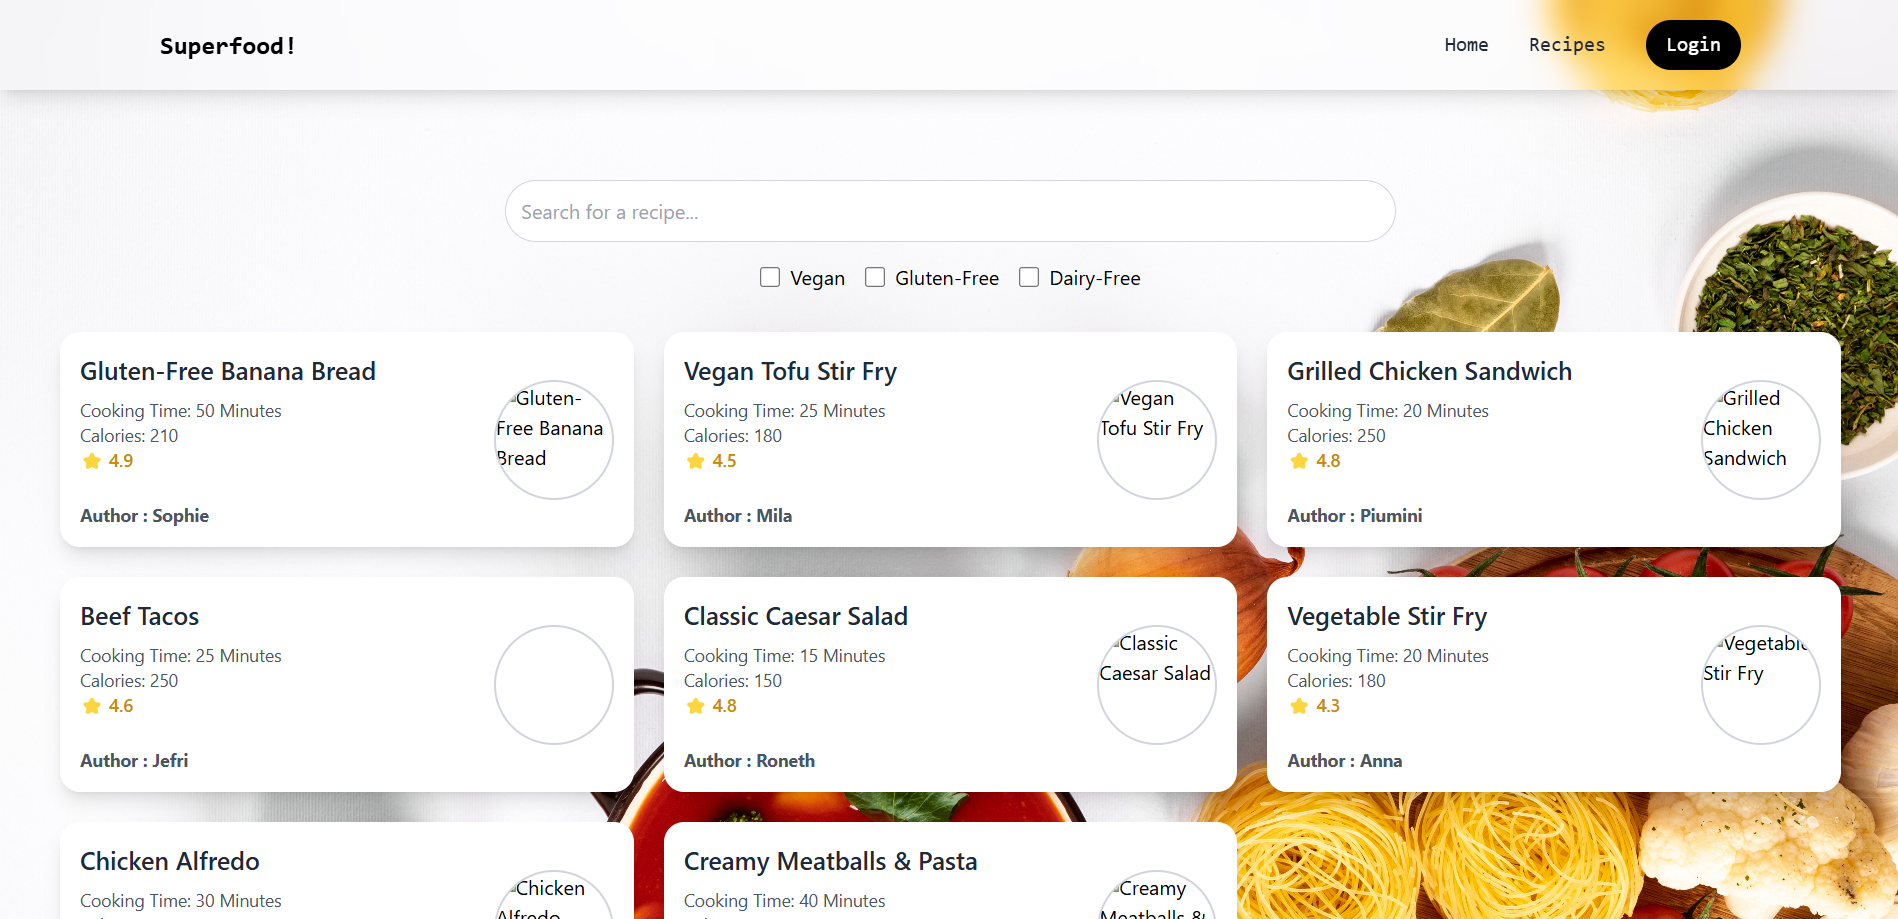 Superfood!
Home
Recipes
Login
Search for a recipe...
Vegan
Gluten-Free
Dairy-Free
Gluten-Free Banana Bread
Cooking Time: 50 Minutes
Calories: 210
4.9
Author : Sophie
Gluten-
Free Banana
Bread
Vegan Tofu Stir Fry
Cooking Time: 25 Minutes
Calories: 180
4.5
Author : Mila
Vegan
Tofu Stir Fry
Grilled Chicken Sandwich
Cooking Time: 20 Minutes
Calories: 250
4.8
Author : Piumini
Grilled
Chicken
Sandwich
Beef Tacos
Cooking Time: 25 Minutes
Calories: 250
4.6
Author : Jefri
Classic Caesar Salad
Cooking Time: 15 Minutes
Calories: 150
4.8
Author : Roneth
Classic
Caesar Salad
Vegetable Stir Fry
Cooking Time: 20 Minutes
Calories: 180
4.3
Author : Anna
Vegetable
Stir Fry
Chicken Alfredo
Cooking Time: 30 Minutes
Chicken
Alfredo
Creamy Meatballs & Pasta
Cooking Time: 40 Minutes
Creamy
Meatballs &